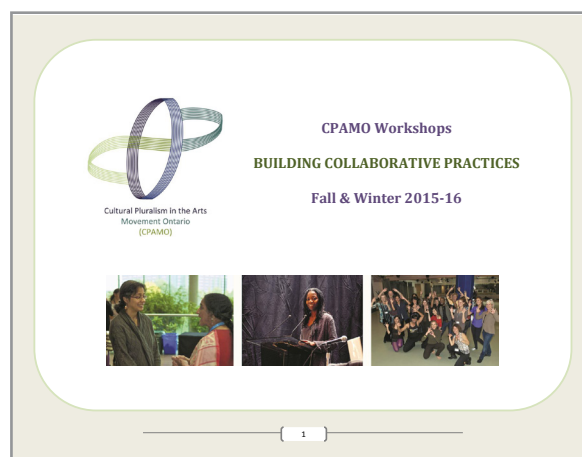 CPAMO Workshops
BUILDING COLLABORATIVE PRACTICES
Fall & Winter 2015-16
Cultural Pluralism in the Arts
Movement Ontario
(CPAMO)
1